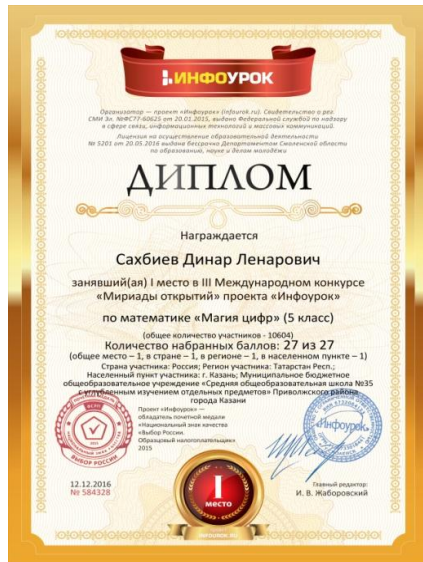 ИНФОУРОК
Организатор — проект «Инфоурок» (infourok.ru). Свидетельство о рег.
СМИ Эл. №ФС77-60625 от 20.01.2015, выдано Федеральной службой по надзору
в сфере связи, информационных технологий и массовых коммуникаций.
Лицензия на осуществление образовательной деятельности
№ 5201 от 20.05.2016 выдана бессрочно Департаментом Смоленской области
по образованию, науке и делам молодёжи
ДИПЛОМ
Награждается
Сахбиев Динар Ленарович
занявший(ая) I место в III Международном конкурсе
«Мириады открытий» проекта «Инфоурок»
по математике «Магия цифр» (5 класс)
(общее количество участников - 10604)
Количество набранных баллов: 27 из 27
(общее место – 1, в стране – 1, в регионе – 1, в населенном пункте – 1)
Страна участника: Россия; Регион участника: Татарстан Респ.;
Населенный пункт участника: г. Казань; Муниципальное бюджетное
общеобразовательное учреждение «Средняя общеобразовательная школа №35
с углубленным изучением отдельных предметов» Приволжского района
города Казани
Проект «Инфоурок» —
обладатель почетной медали
«Национальный знак качества
«Выбор России.
Образцовый налогоплательщик»
2015
ВЫБОР РОССИИ
«Инфоурок»
12.12.2016
№ 584328
I
место
Главный редактор:
И. В. Жаборовский
INFOUROK.RU